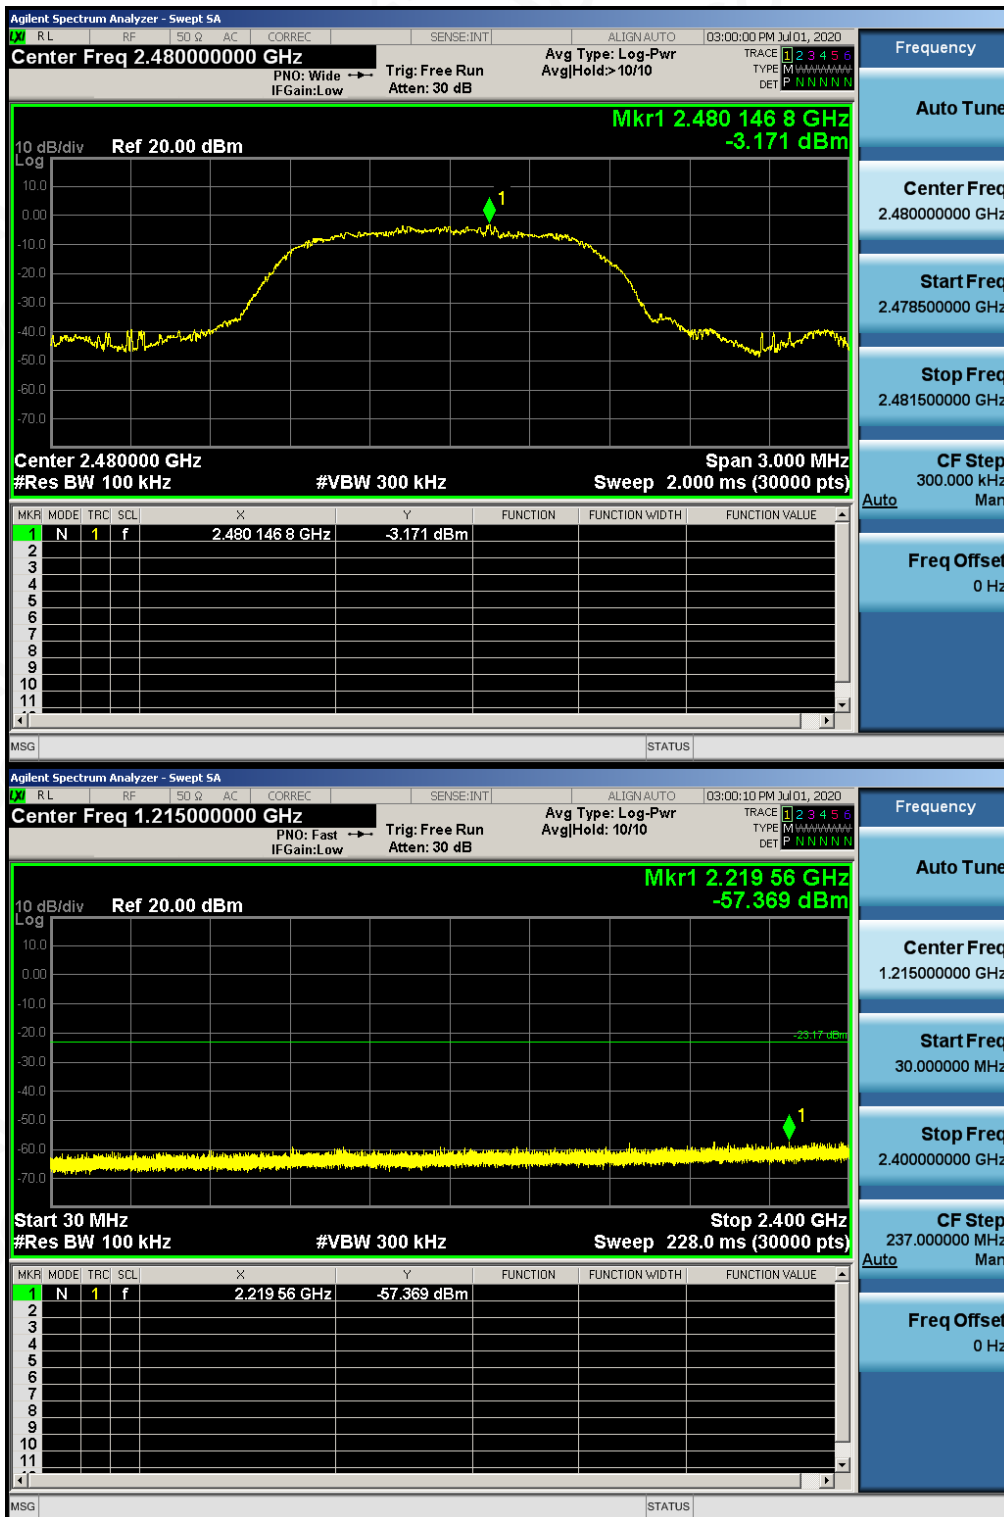 Agilent Spectrum Analyzer - Swept SA
LXI RL RF 50 Ω AC CORREC SENSE:INT ALIGN AUTO 03:00:00 PM Jul 01, 2020
Center Freq 2.480000000 GHz
PNO: Wide
IFGain:Low
Trig: Free Run
Atten: 30 dB
Avg Type: Log-Pwr
Avg|Hold:> 10/10
TRACE 1 2 3 4 5 6
TYPE M WWWWW
DET P N N N N N
Mkr1 2.480 146 8 GHz
-3.171 dBm
10 dB/div Ref 20.00 dBm
Log
10.0
1
0.00
-10.0
-20.0
-30.0
-40.0
-50.0
-60.0
-70.0
Center 2.480000 GHz Span 3.000 MHz
#Res BW 100 kHz #VBW 300 kHz Sweep 2.000 ms (30000 pts)
MKR MODE TRC SCL X Y FUNCTION FUNCTION WIDTH FUNCTION VALUE
1 N 1 f 2.480 146 8 GHz -3.171 dBm
2
3
4
5
6
7
8
9
10
11
MSG STATUS
Frequency
Auto Tune
Center Freq
2.480000000 GHz
Start Freq
2.478500000 GHz
Stop Freq
2.481500000 GHz
CF Step
300.000 kHz
Auto Man
Freq Offset
0 Hz
Agilent Spectrum Analyzer - Swept SA
LXI RL RF 50 Ω AC CORREC SENSE:INT ALIGN AUTO 03:00:10 PM Jul 01, 2020
Center Freq 1.215000000 GHz
PNO: Fast
IFGain:Low
Trig: Free Run
Atten: 30 dB
Avg Type: Log-Pwr
Avg|Hold: 10/10
TRACE 1 2 3 4 5 6
TYPE M WWWWW
DET P N N N N N
Mkr1 2.219 56 GHz
-57.369 dBm
10 dB/div Ref 20.00 dBm
Log
10.0
0.00
-10.0
-20.0
-23.17 dBm
-30.0
-40.0
-50.0
1
-60.0
-70.0
Start 30 MHz Stop 2.400 GHz
#Res BW 100 kHz #VBW 300 kHz Sweep 228.0 ms (30000 pts)
MKR MODE TRC SCL X Y FUNCTION FUNCTION WIDTH FUNCTION VALUE
1 N 1 f 2.219 56 GHz -57.369 dBm
2
3
4
5
6
7
8
9
10
11
MSG STATUS
Frequency
Auto Tune
Center Freq
1.215000000 GHz
Start Freq
30.000000 MHz
Stop Freq
2.400000000 GHz
CF Step
237.000000 MHz
Auto Man
Freq Offset
0 Hz